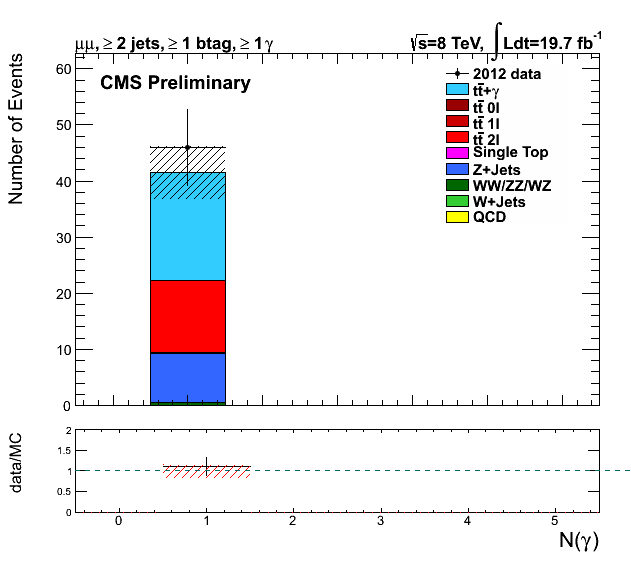 μμ, ≥ 2 jets, ≥ 1 btag, ≥ 1 γ
√s=8 TeV, ∫ Ldt=19.7 fb⁻¹
CMS Preliminary
2012 data
tt̄+γ
tt̄ 0l
tt̄ 1l
tt̄ 2l
Single Top
Z+Jets
WW/ZZ/WZ
W+Jets
QCD
Number of Events
60
50
40
30
20
10
0
data/MC
2
1.5
1
0.5
0
0 1 2 3 4 5
N(γ)